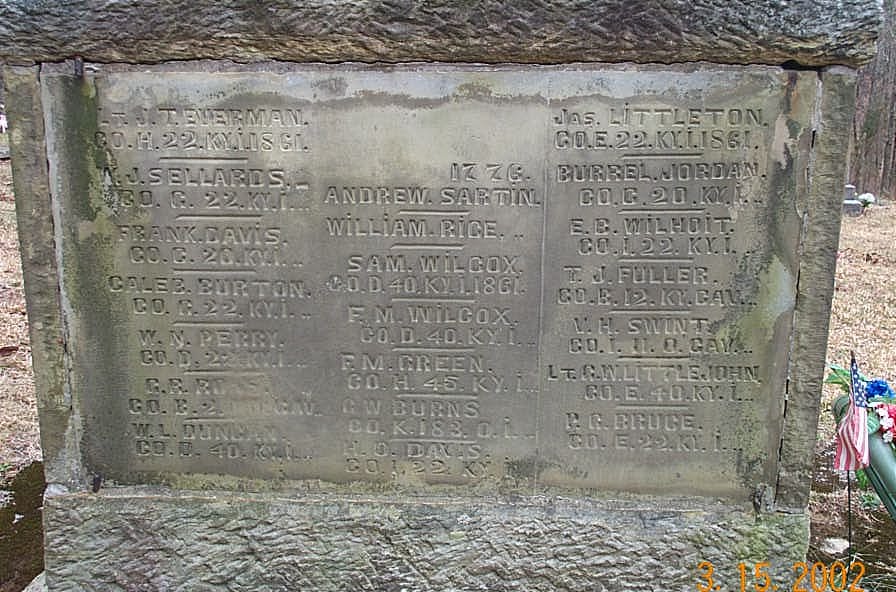 LT. J.T. EVERMAN.
CO. H. 22. KY. I. 1861.
J. SELLARDS.
CO. G. 22. KY. I...
FRANK. DAVIS.
CO. G. 20. KY. I...
CALEB. BURTON.
CO. G. 22. KY. I...
W. N. PERRY.
CO. D. 22. KY. I...
CO. B.
W. L. DUNCAN.
CO. D. 40. KY. I...
1776.
ANDREW. SARTIN.
WILLIAM. RICE. ..
SAM. WILCOX.
CO. D. 40. KY. I. 1861.
F. M. WILCOX.
CO. D. 40. KY. I...
F. M. GREEN.
CO. H. 45. KY. I...
C W BURNS
CO. K. 182. O. I...
H. O. DAVIS.
CO. I. 22. KY
JAS. LITTLETON.
CO. E. 22. KY. I. 1861.
BURREL. JORDAN.
CO. G. 20. KY. I...
E. C. WILHOIT.
CO. I. 22. KY. I.
T. J. FULLER.
CO. B. 12. KY. CAV...
V. H. SWINT.
CO. I. 11. O. CAV...
LT. G. W. LITTLEJOHN.
CO. E. 40. KY. I...
P. G. BRUCE.
CO. E. 22. KY. I...
3.15.2002